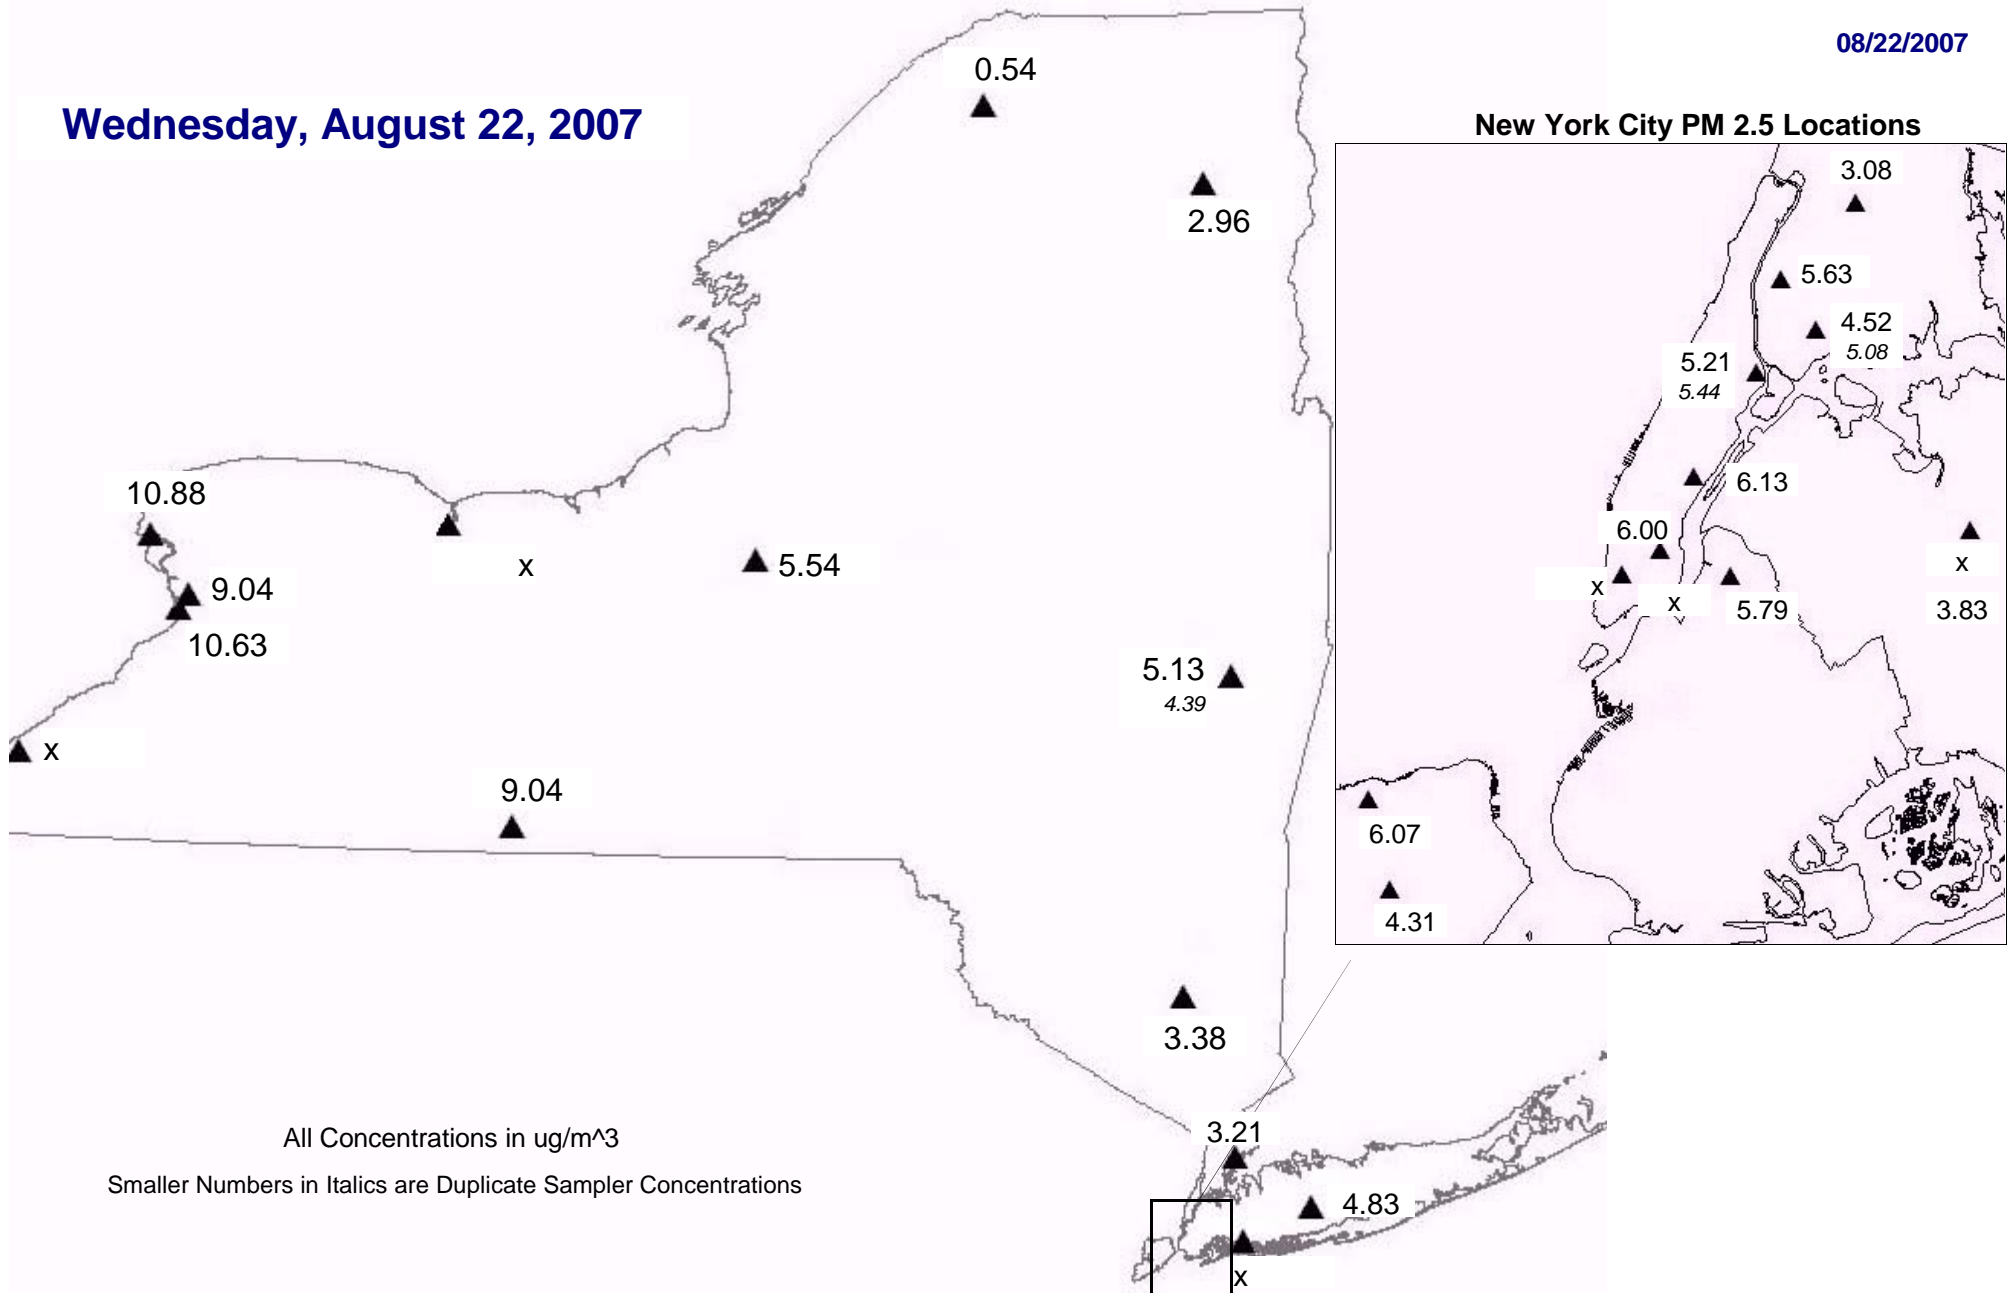 08/22/2007
Wednesday, August 22, 2007
0.54
2.96
10.88
9.04
10.63
x
5.54
x
5.13
4.39
9.04
3.38
3.21
4.83
x
New York City PM 2.5 Locations
3.08
5.63
4.52
5.08
5.21
5.44
6.13
6.00
x
x
5.79
x
3.83
6.07
4.31
All Concentrations in ug/m^3
Smaller Numbers in Italics are Duplicate Sampler Concentrations